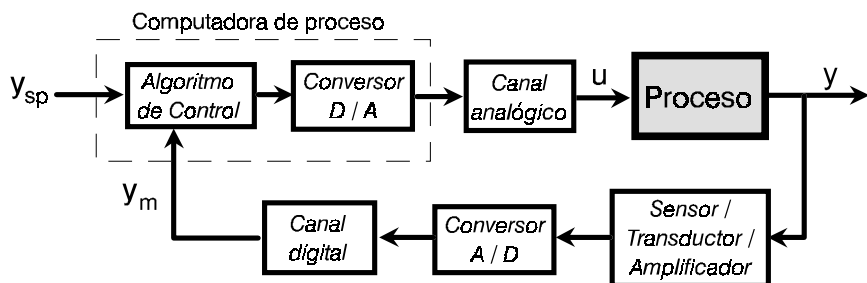 Computadora de proceso
y_sp
Algoritmo
de Control
Conversor
D / A
Canal
analógico
u
Proceso
y
y_m
Canal
digital
Conversor
A / D
Sensor /
Transductor /
Amplificador